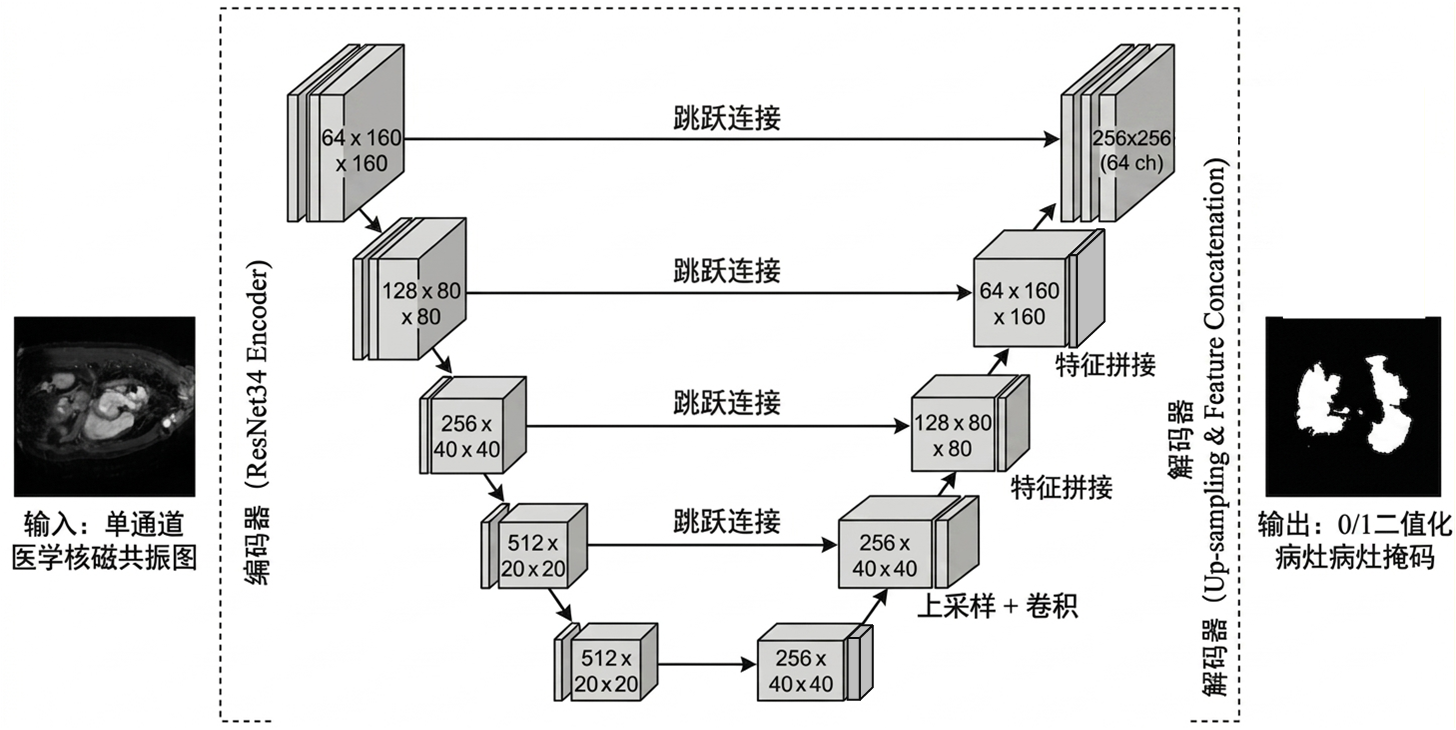 输入：单通道
医学核磁共振图
编码器（ResNet34 Encoder）
64 x 160
x 160
128 x 80
x 80
256 x
40 x 40
512 x
20 x 20
512 x
20 x 20
跳跃连接
跳跃连接
跳跃连接
跳跃连接
256x256
(64 ch)
64 x 160
x 160
特征拼接
128 x 80
x 80
特征拼接
256 x
40 x 40
上采样 + 卷积
256 x
40 x 40
解码器
解码器（Up-sampling & Feature Concatenation）
输出：0/1二值化
病灶病灶掩码